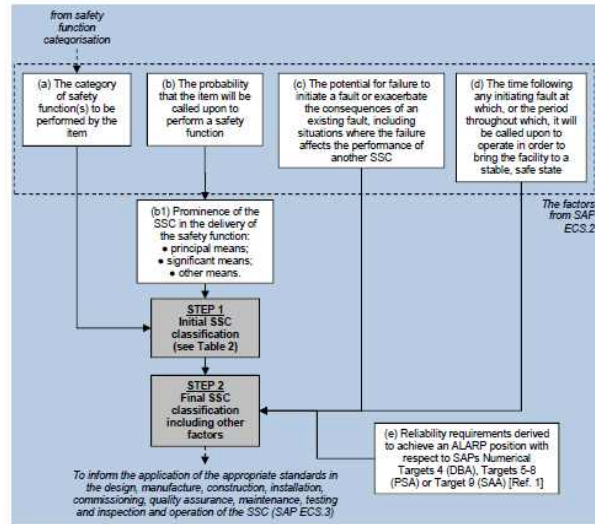 from safety
function
categorisation
(a) The category
of safety
function(s) to be
performed by the
item
(b) The probability
that the item will be
called upon to
perform a safety
function
(c) The potential for failure to
initiate a fault or exacerbate the
consequences of an
existing fault, including
situations where the failure
affects the performance of
another SSC
(d) The time following
any initiating fault at
which, or the period
throughout which, it will
be called upon to
operate in order to
bring the facility to a
stable, safe state
The factors
from SAP
ECS.2
(b1) Prominence of the
SSC in the delivery of
the safety function:
● principal means;
● significant means;
● other means.
STEP 1
Initial SSC
classification
(see Table 2)
STEP 2
Final SSC
classification
including other
factors
(e) Reliability requirements derived
to achieve an ALARP position with
respect to SAPs Numerical
Targets 4 (DBA), Targets 5-8
(PSA) or Target 9 (SAA) [Ref. 1]
To inform the application of the appropriate standards in
the design, manufacture, construction, installation,
commissioning, quality assurance, maintenance, testing
and inspection and operation of the SSC (SAP ECS.3)